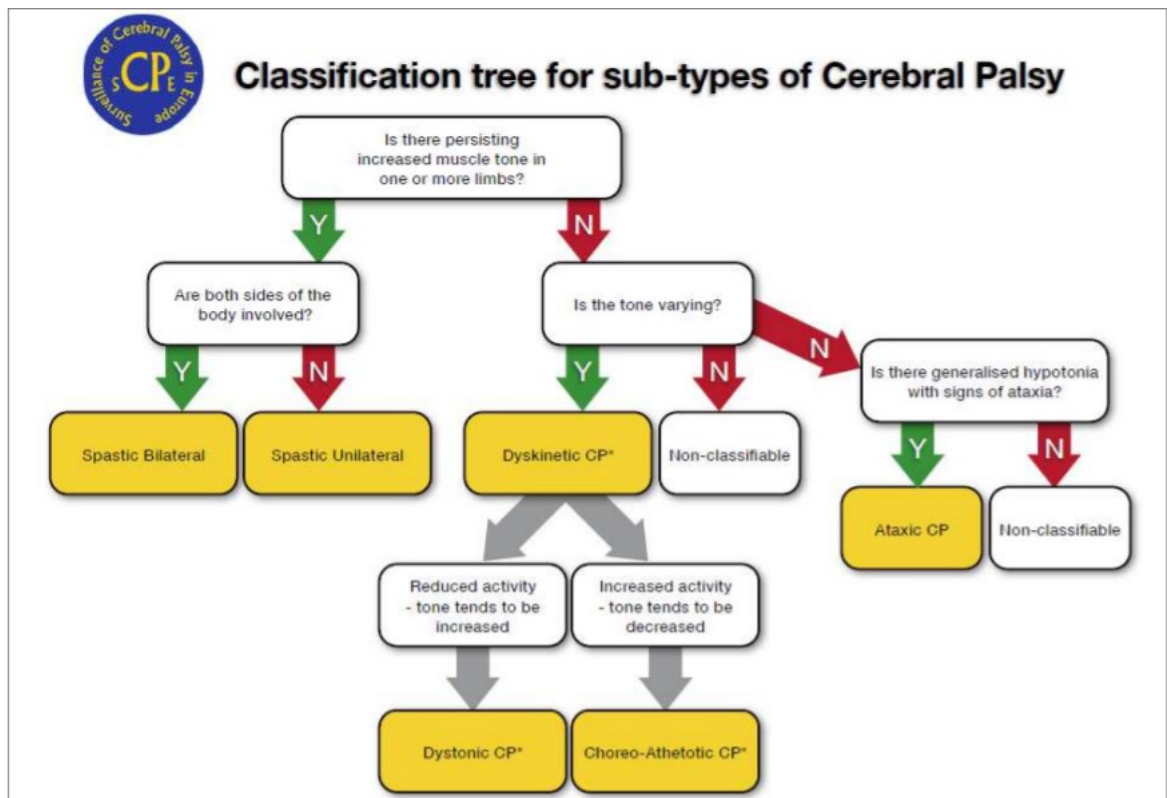 Surveillance of Cerebral Palsy in Europe
SCPE
Classification tree for sub-types of Cerebral Palsy
Is there persisting
increased muscle tone in
one or more limbs?
Y
N
Are both sides of the
body involved?
Is the tone varying?
Y
N
Y
N
N
Is there generalised hypotonia
with signs of ataxia?
Spastic Bilateral
Spastic Unilateral
Dyskinetic CP*
Non-classifiable
Y
N
Ataxic CP
Non-classifiable
Reduced activity
- tone tends to be
increased
Increased activity
- tone tends to be
decreased
Dystonic CP*
Choreo-Athetotic CP*